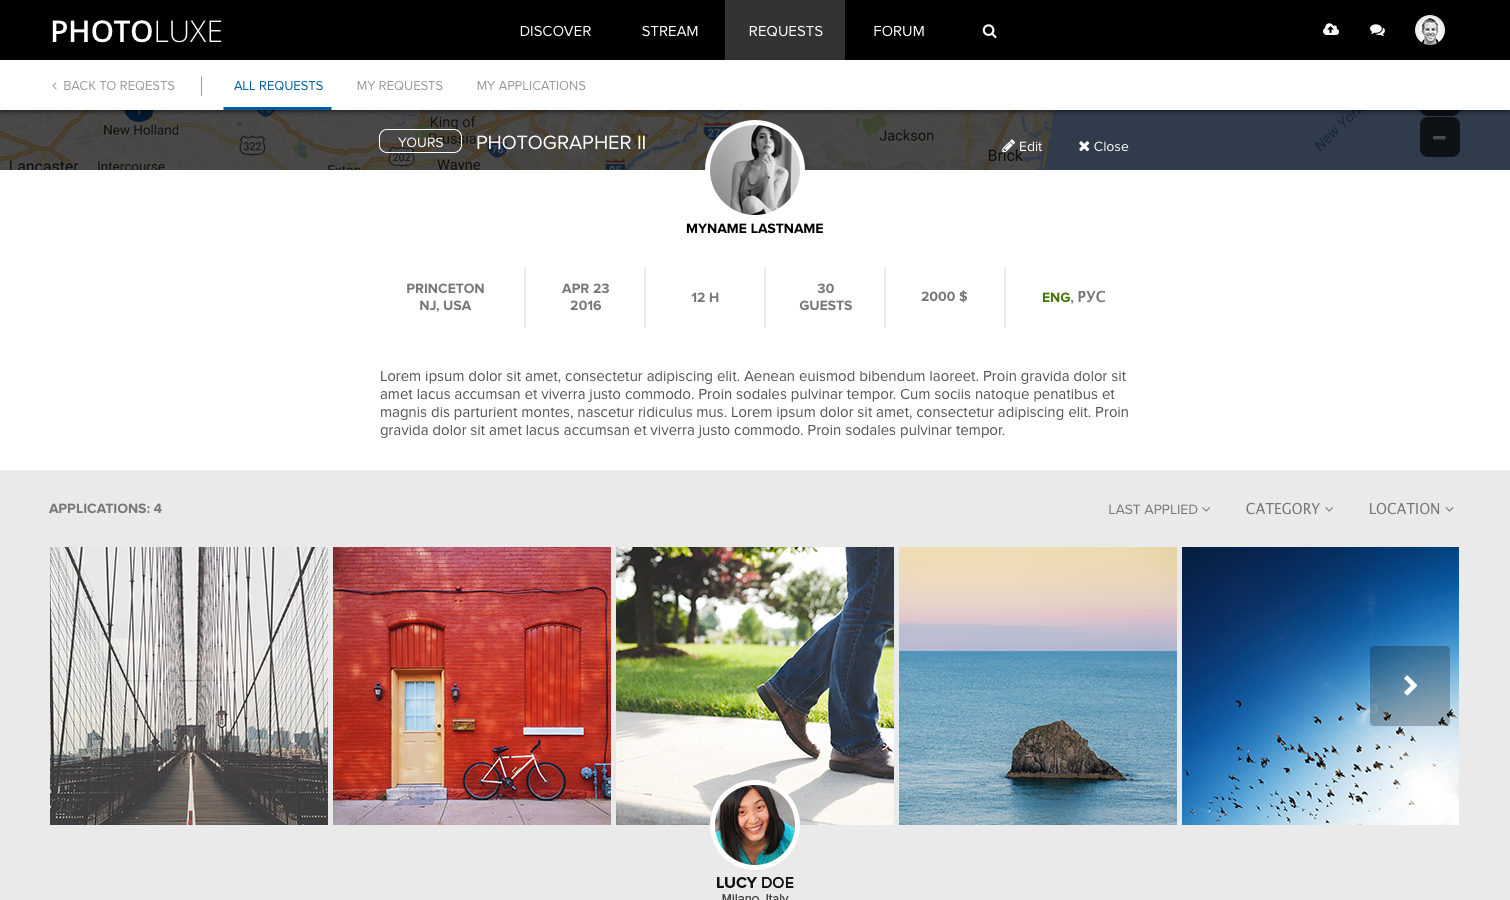 PHOTOLUXE
DISCOVER
STREAM
REQUESTS
FORUM
‹ BACK TO REQESTS
ALL REQUESTS
MY REQUESTS
MY APPLICATIONS
New Holland
King of
Prussia
322
202
Lancaster
Intercourse
Exton
Wayne
Jackson
Brick
New York
YOURS
PHOTOGRAPHER II
Edit
Close
MYNAME LASTNAME
PRINCETON
NJ, USA
APR 23
2016
12 H
30
GUESTS
2000 $
ENG, РУС
Lorem ipsum dolor sit amet, consectetur adipiscing elit. Aenean euismod bibendum laoreet. Proin gravida dolor sit
amet lacus accumsan et viverra justo commodo. Proin sodales pulvinar tempor. Cum sociis natoque penatibus et
magnis dis parturient montes, nascetur ridiculus mus. Lorem ipsum dolor sit amet, consectetur adipiscing elit. Proin
gravida dolor sit amet lacus accumsan et viverra justo commodo. Proin sodales pulvinar tempor.
APPLICATIONS: 4
LAST APPLIED
CATEGORY
LOCATION
LUCY DOE
Milano, Italy